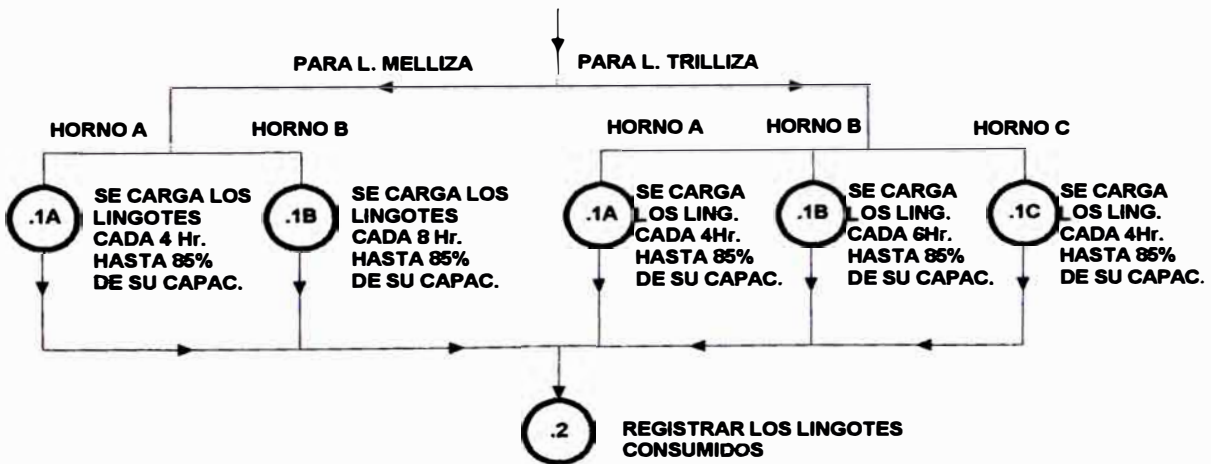 PARA L. MELLIZA
PARA L. TRILLIZA
HORNO A
HORNO B
HORNO A
HORNO B
HORNO C
.1A
SE CARGA LOS
LINGOTES
CADA 4 Hr.
HASTA 85%
DE SU CAPAC.
.1B
SE CARGA LOS
LINGOTES
CADA 8 Hr.
HASTA 85%
DE SU CAPAC.
.1A
SE CARGA
LOS LING.
CADA 4Hr.
HASTA 85%
DE SU CAPAC.
.1B
SE CARGA
LOS LING.
CADA 6Hr.
HASTA 85%
DE SU CAPAC.
.1C
SE CARGA
LOS LING.
CADA 4Hr.
HASTA 85%
DE SU CAPAC.
.2
REGISTRAR LOS LINGOTES
CONSUMIDOS